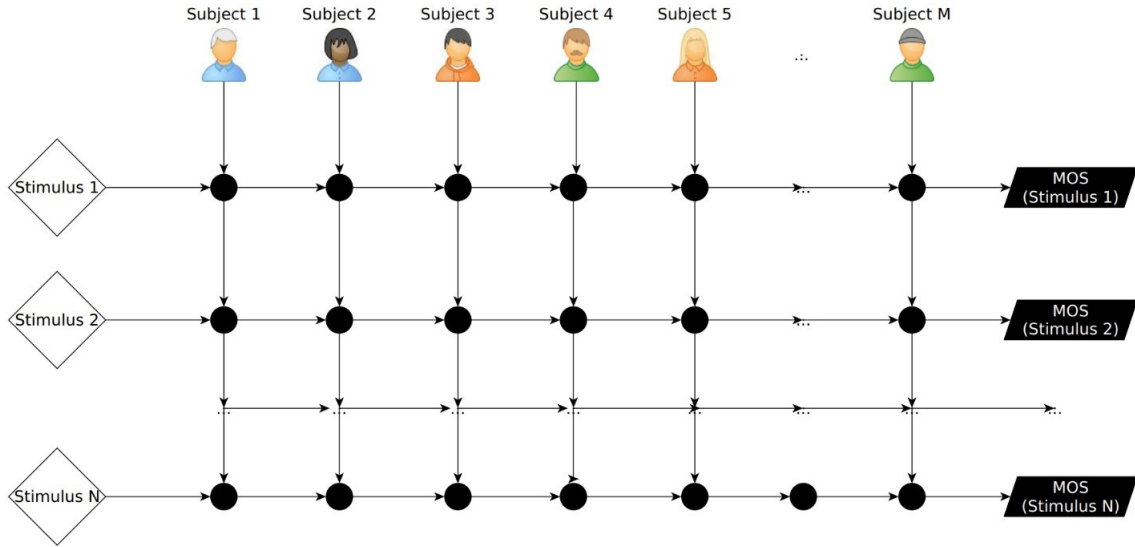 Subject 1 Subject 2 Subject 3 Subject 4 Subject 5 .:. Subject M
Stimulus 1 ... MOS
(Stimulus 1)
Stimulus 2 ... MOS
(Stimulus 2)
... ... ... ... ... ... ... ...
Stimulus N MOS
(Stimulus N)